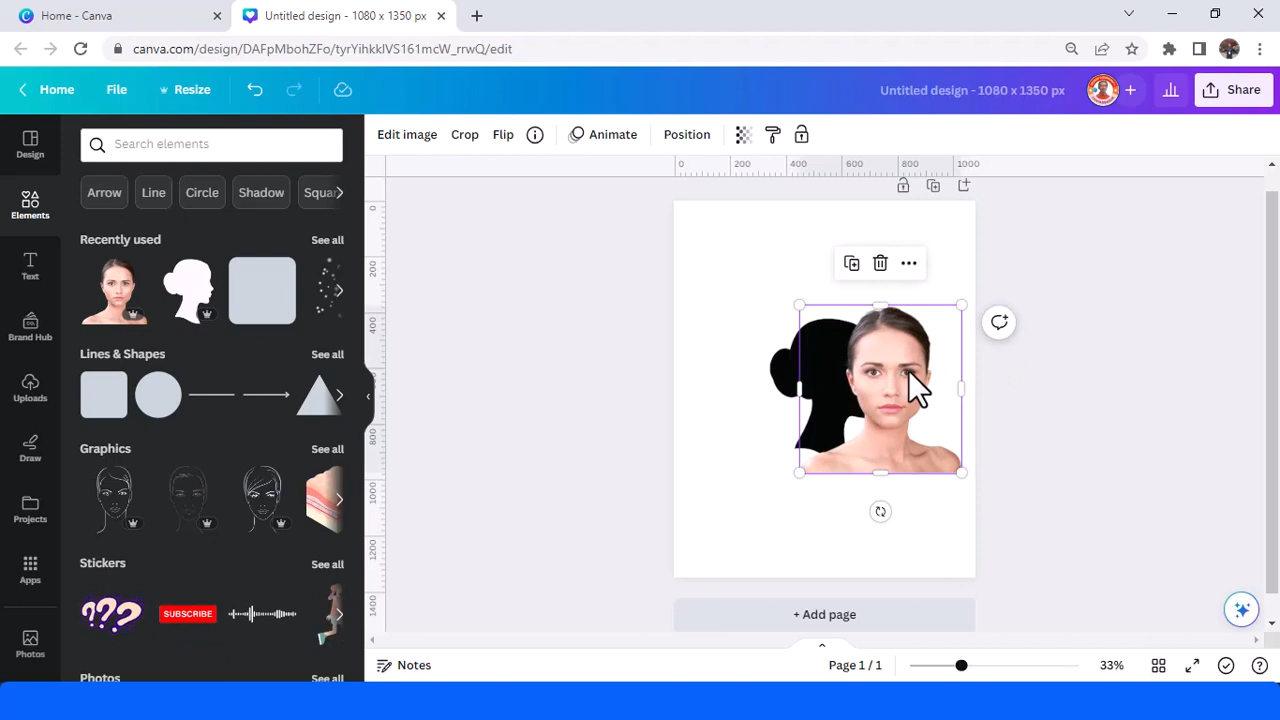 Home - Canva
Untitled design - 1080 x 1350 px
canva.com/design/DAFpMbohZFo/tyrYihkklVS161mcW_rrwQ/edit
Home
File
Resize
Untitled design - 1080 x 1350 px
Share
Edit image
Crop
Flip
Animate
Position
Design
Elements
Text
Brand Hub
Uploads
Draw
Projects
Apps
Photos
Search elements
Arrow
Line
Circle
Shadow
Squar
Recently used
See all
Lines & Shapes
See all
Graphics
See all
Stickers
See all
???
SUBSCRIBE
Photos
See all
0 200 400 600 800 1000
0
200
400
600
800
1000
1200
1400
+ Add page
Notes
Page 1 / 1
33%